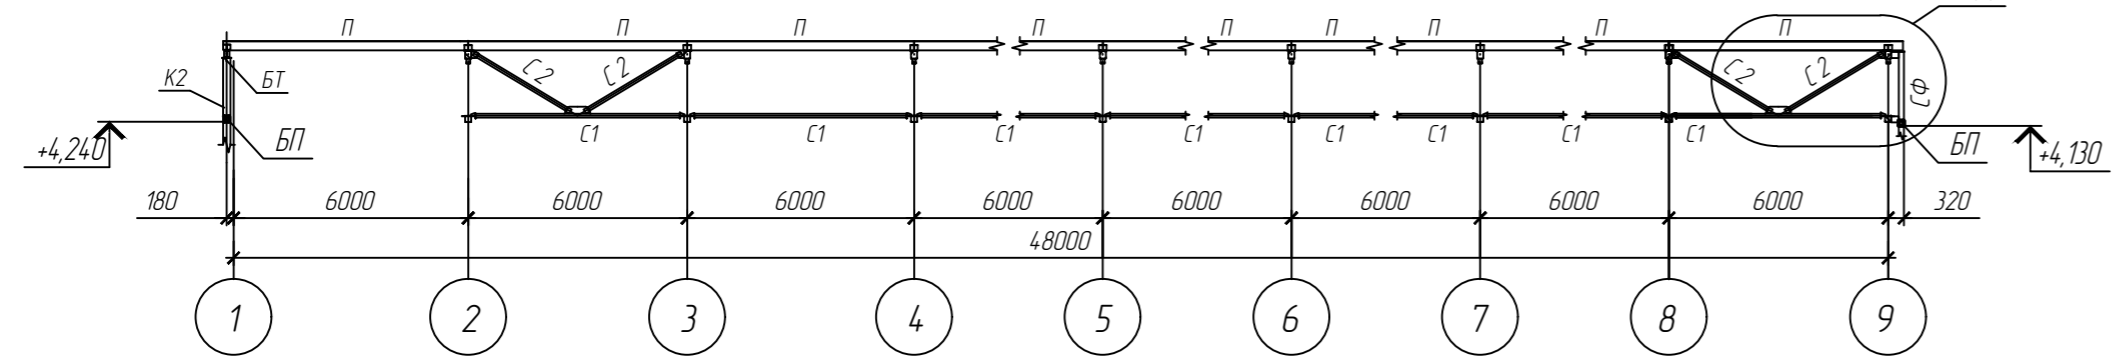 П П П П П П П П П
К2 БТ С2 С2 С2 С2 СФ
С1 С1 С1 С1 С1 С1 С1 С1
+4,240 БП БП +4,130
180 6000 6000 6000 6000 6000 6000 6000 6000 320
48000
1 2 3 4 5 6 7 8 9